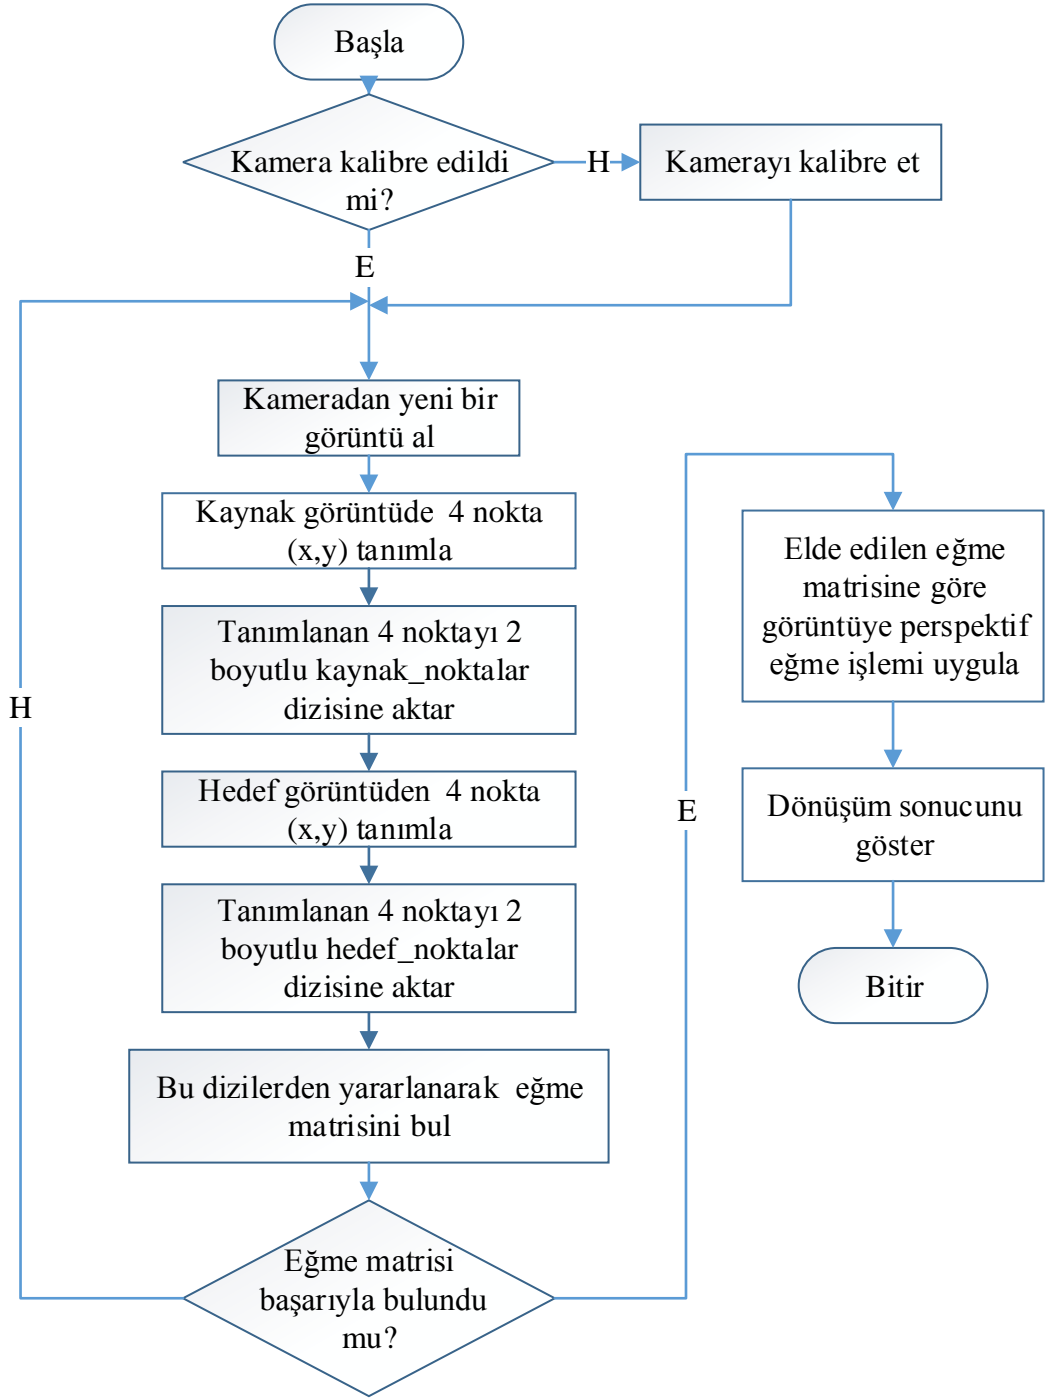 Başla
Kamera kalibre edildi
mi?
H
Kamerayı kalibre et
E
Kameradan yeni bir
görüntü al
Kaynak görüntüde 4 nokta
(x,y) tanımla
Tanımlanan 4 noktayı 2
boyutlu kaynak_noktalar
dizisine aktar
Hedef görüntüden 4 nokta
(x,y) tanımla
Tanımlanan 4 noktayı 2
boyutlu hedef_noktalar
dizisine aktar
Bu dizilerden yararlanarak eğme
matrisini bul
Eğme matrisi
başarıyla bulundu
mu?
H
E
Elde edilen eğme
matrisine göre
görüntüye perspektif
eğme işlemi uygula
Dönüşüm sonucunu
göster
Bitir